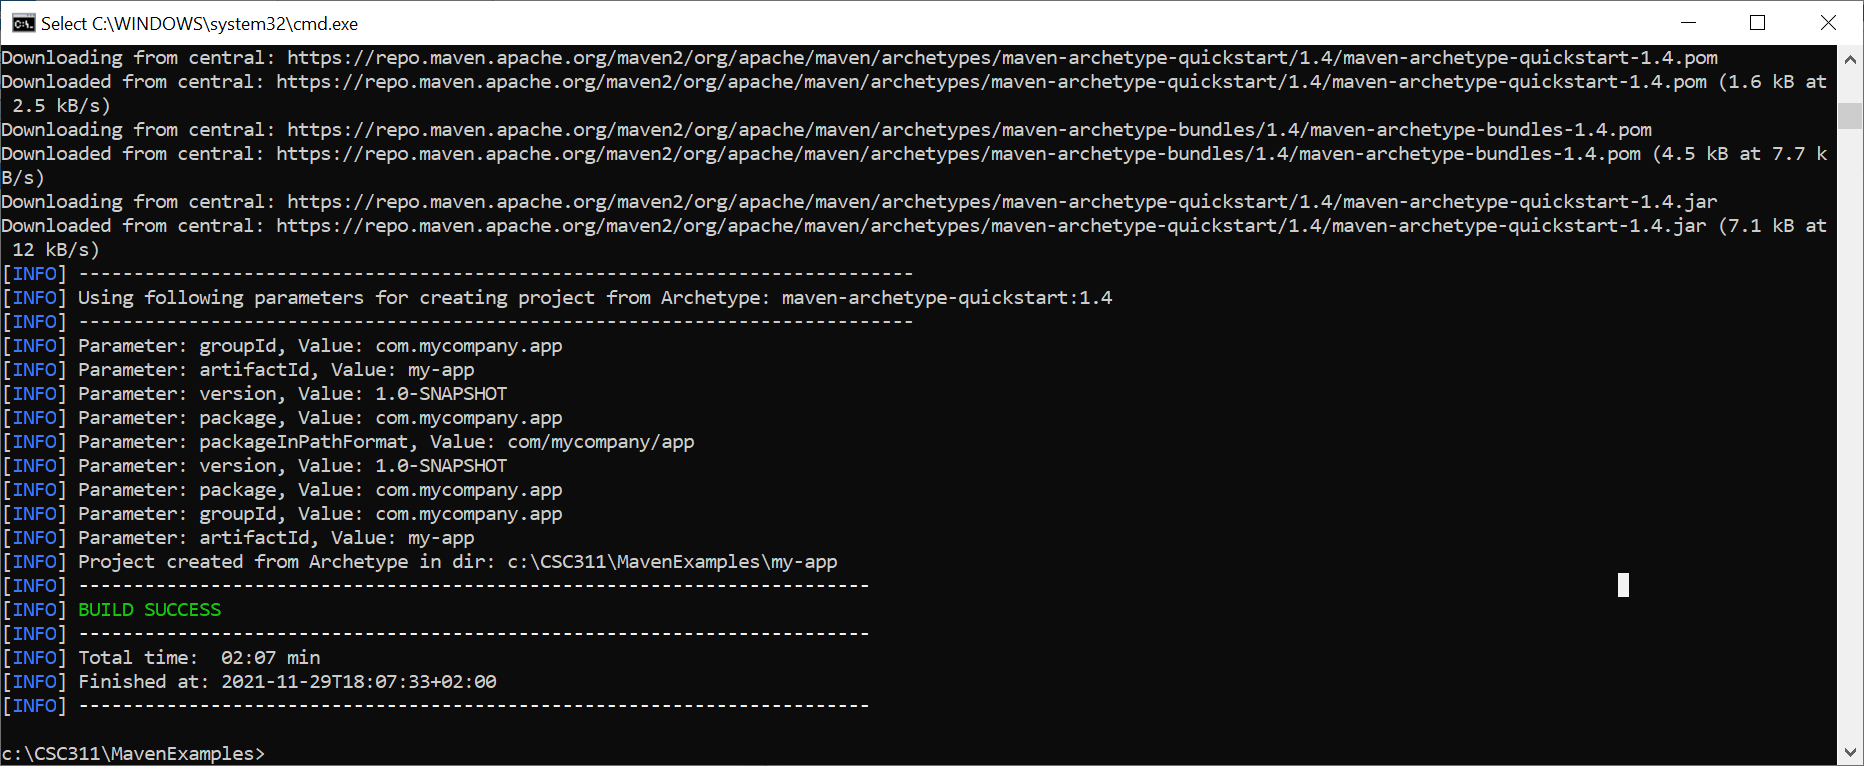 Select C:\WINDOWS\system32\cmd.exe
Downloading from central: https://repo.maven.apache.org/maven2/org/apache/maven/archetypes/maven-archetype-quickstart/1.4/maven-archetype-quickstart-1.4.pom
Downloaded from central: https://repo.maven.apache.org/maven2/org/apache/maven/archetypes/maven-archetype-quickstart/1.4/maven-archetype-quickstart-1.4.pom (1.6 kB at
 2.5 kB/s)
Downloading from central: https://repo.maven.apache.org/maven2/org/apache/maven/archetypes/maven-archetype-bundles/1.4/maven-archetype-bundles-1.4.pom
Downloaded from central: https://repo.maven.apache.org/maven2/org/apache/maven/archetypes/maven-archetype-bundles/1.4/maven-archetype-bundles-1.4.pom (4.5 kB at 7.7 k
B/s)
Downloading from central: https://repo.maven.apache.org/maven2/org/apache/maven/archetypes/maven-archetype-quickstart/1.4/maven-archetype-quickstart-1.4.jar
Downloaded from central: https://repo.maven.apache.org/maven2/org/apache/maven/archetypes/maven-archetype-quickstart/1.4/maven-archetype-quickstart-1.4.jar (7.1 kB at
 12 kB/s)
[INFO] ----------------------------------------------------------------------------
[INFO] Using following parameters for creating project from Archetype: maven-archetype-quickstart:1.4
[INFO] ----------------------------------------------------------------------------
[INFO] Parameter: groupId, Value: com.mycompany.app
[INFO] Parameter: artifactId, Value: my-app
[INFO] Parameter: version, Value: 1.0-SNAPSHOT
[INFO] Parameter: package, Value: com.mycompany.app
[INFO] Parameter: packageInPathFormat, Value: com/mycompany/app
[INFO] Parameter: version, Value: 1.0-SNAPSHOT
[INFO] Parameter: package, Value: com.mycompany.app
[INFO] Parameter: groupId, Value: com.mycompany.app
[INFO] Parameter: artifactId, Value: my-app
[INFO] Project created from Archetype in dir: c:\CSC311\MavenExamples\my-app
[INFO] ------------------------------------------------------------------------
[INFO] BUILD SUCCESS
[INFO] ------------------------------------------------------------------------
[INFO] Total time:  02:07 min
[INFO] Finished at: 2021-11-29T18:07:33+02:00
[INFO] ------------------------------------------------------------------------
c:\CSC311\MavenExamples>